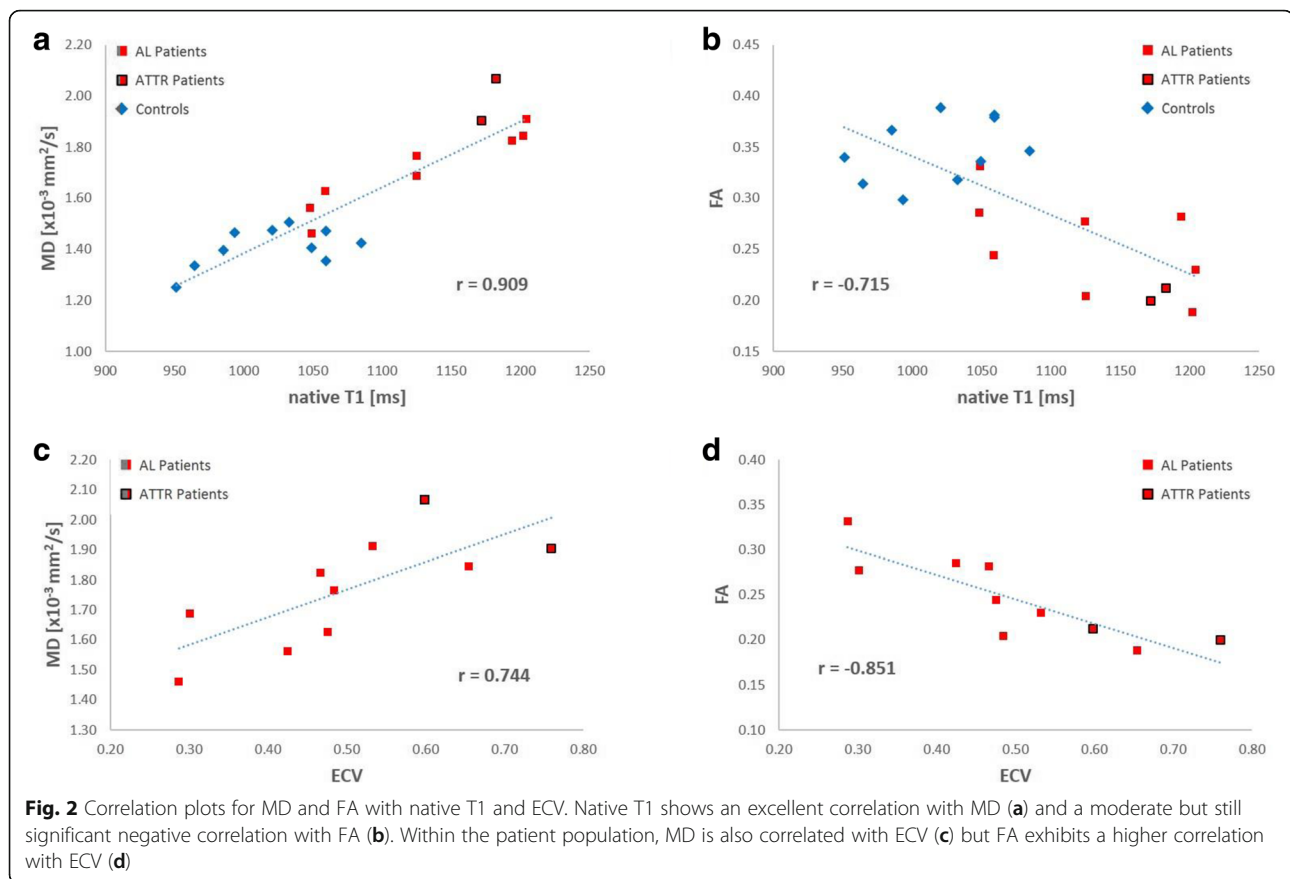 a
2.20
2.00
1.80
1.60
1.40
1.20
1.00
MD [x10⁻³ mm²/s]
AL Patients
ATTR Patients
Controls
r = 0.909
900 950 1000 1050 1100 1150 1200 1250
native T1 [ms]
b
0.45
0.40
0.35
0.30
0.25
0.20
0.15
FA
AL Patients
ATTR Patients
Controls
r = -0.715
900 950 1000 1050 1100 1150 1200 1250
native T1 [ms]
c
2.20
2.10
2.00
1.90
1.80
1.70
1.60
1.50
1.40
1.30
MD [x10⁻³ mm²/s]
AL Patients
ATTR Patients
r = 0.744
0.20 0.30 0.40 0.50 0.60 0.70 0.80
ECV
d
0.40
0.35
0.30
0.25
0.20
0.15
0.10
FA
AL Patients
ATTR Patients
r = -0.851
0.20 0.30 0.40 0.50 0.60 0.70 0.80
ECV
Fig. 2 Correlation plots for MD and FA with native T1 and ECV. Native T1 shows an excellent correlation with MD (a) and a moderate but still
significant negative correlation with FA (b). Within the patient population, MD is also correlated with ECV (c) but FA exhibits a higher correlation
with ECV (d)